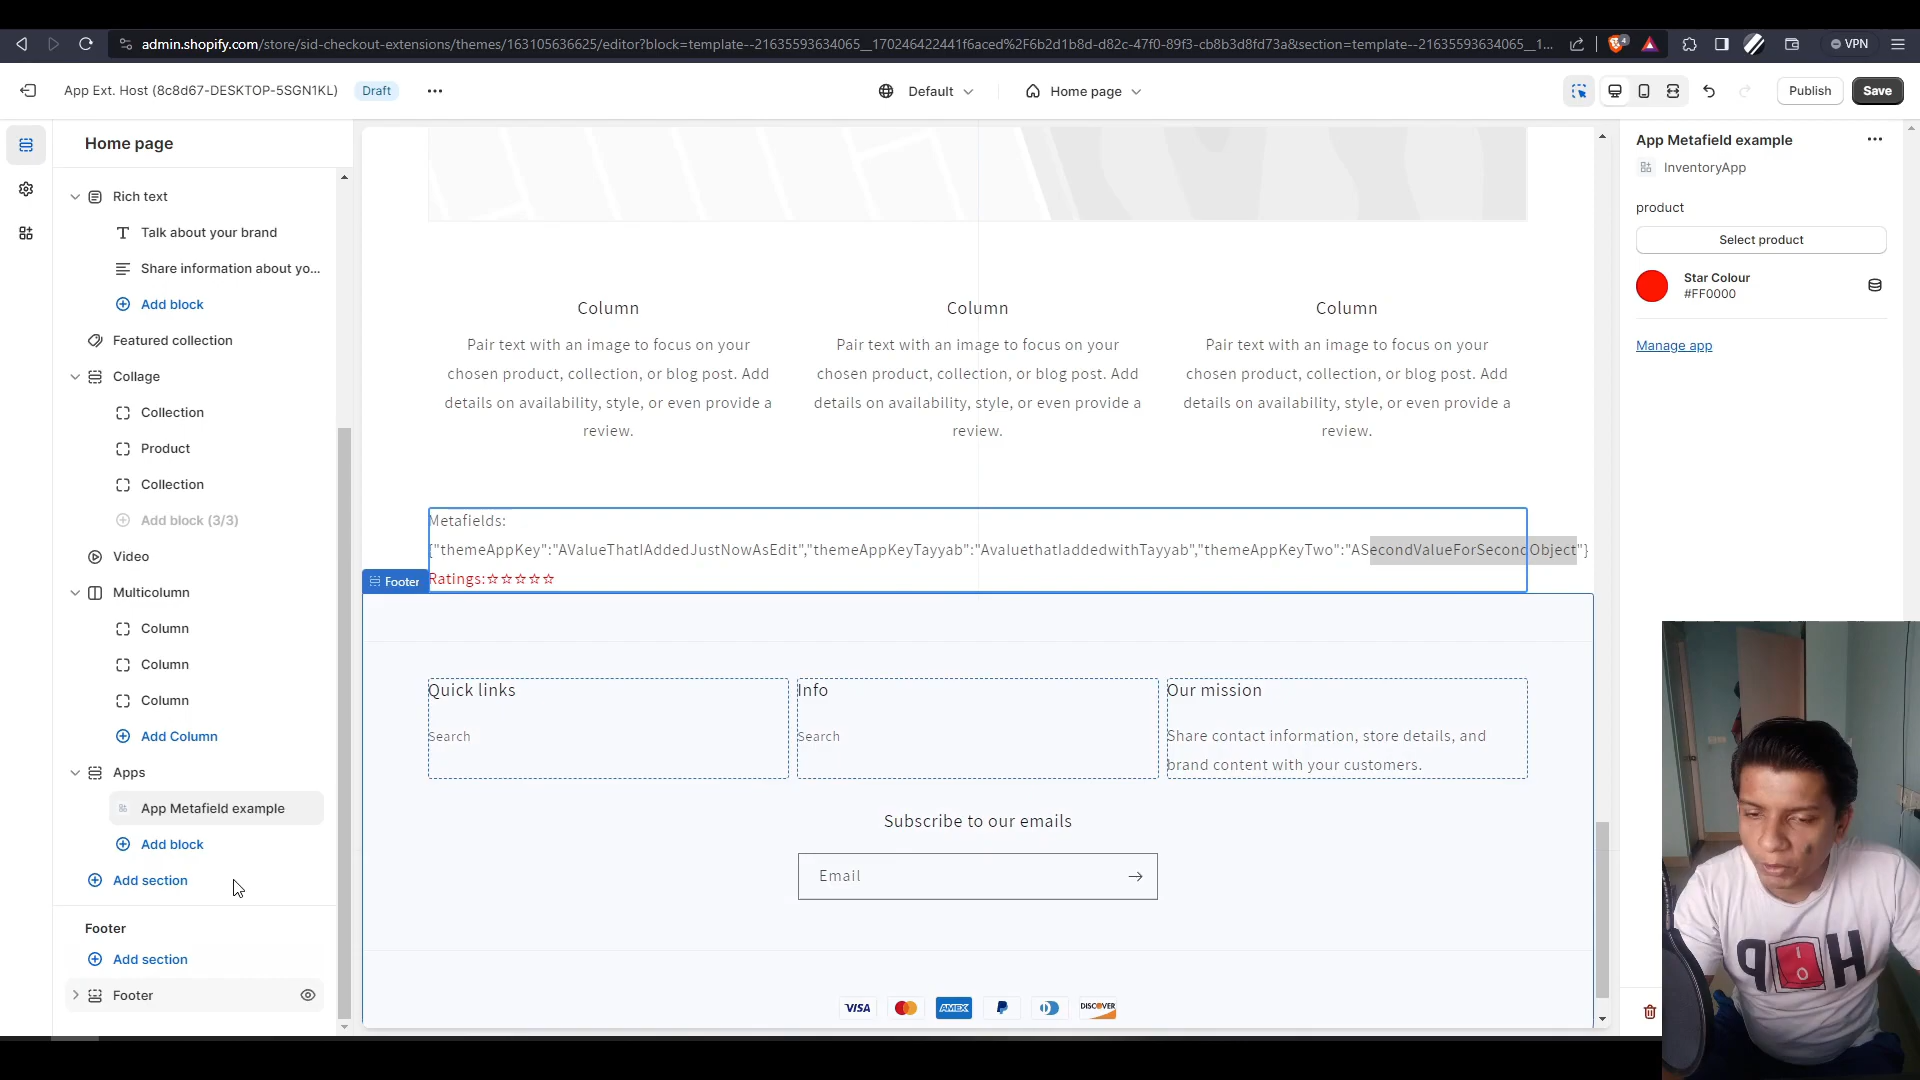 admin.shopify.com/store/sid-checkout-extensions/themes/163105636625/editor?block=template--21635593634065__170246422441f6aced%2F6b2d1b8d-d82c-47f0-89f3-cb8b3d8fd73a&section=template--21635593634065__1...
4
VPN
App Ext. Host (8c8d67-DESKTOP-5SGN1KL)
Draft
Default
Home page
Publish
Save
Home page
Rich text
Talk about your brand
Share information about yo...
Add block
Featured collection
Collage
Collection
Product
Collection
Add block (3/3)
Video
Multicolumn
Column
Column
Column
Add Column
Apps
App Metafield example
Add block
Add section
Footer
Add section
Footer
Column
Pair text with an image to focus on your
chosen product, collection, or blog post. Add
details on availability, style, or even provide a
review.
Column
Pair text with an image to focus on your
chosen product, collection, or blog post. Add
details on availability, style, or even provide a
review.
Column
Pair text with an image to focus on your
chosen product, collection, or blog post. Add
details on availability, style, or even provide a
review.
Metafields:
{"themeAppKey":"AValueThatIAddedJustNowAsEdit","themeAppKeyTayyab":"AvaluethatIaddedwithTayyab","themeAppKeyTwo":"ASecondValueForSecondObject"}
Ratings:☆☆☆☆☆
Footer
Quick links
Search
Info
Search
Our mission
Share contact information, store details, and
brand content with your customers.
Subscribe to our emails
Email
VISA
AMEX
DISCOVER
App Metafield example
InventoryApp
product
Select product
Star Colour
#FF0000
Manage app